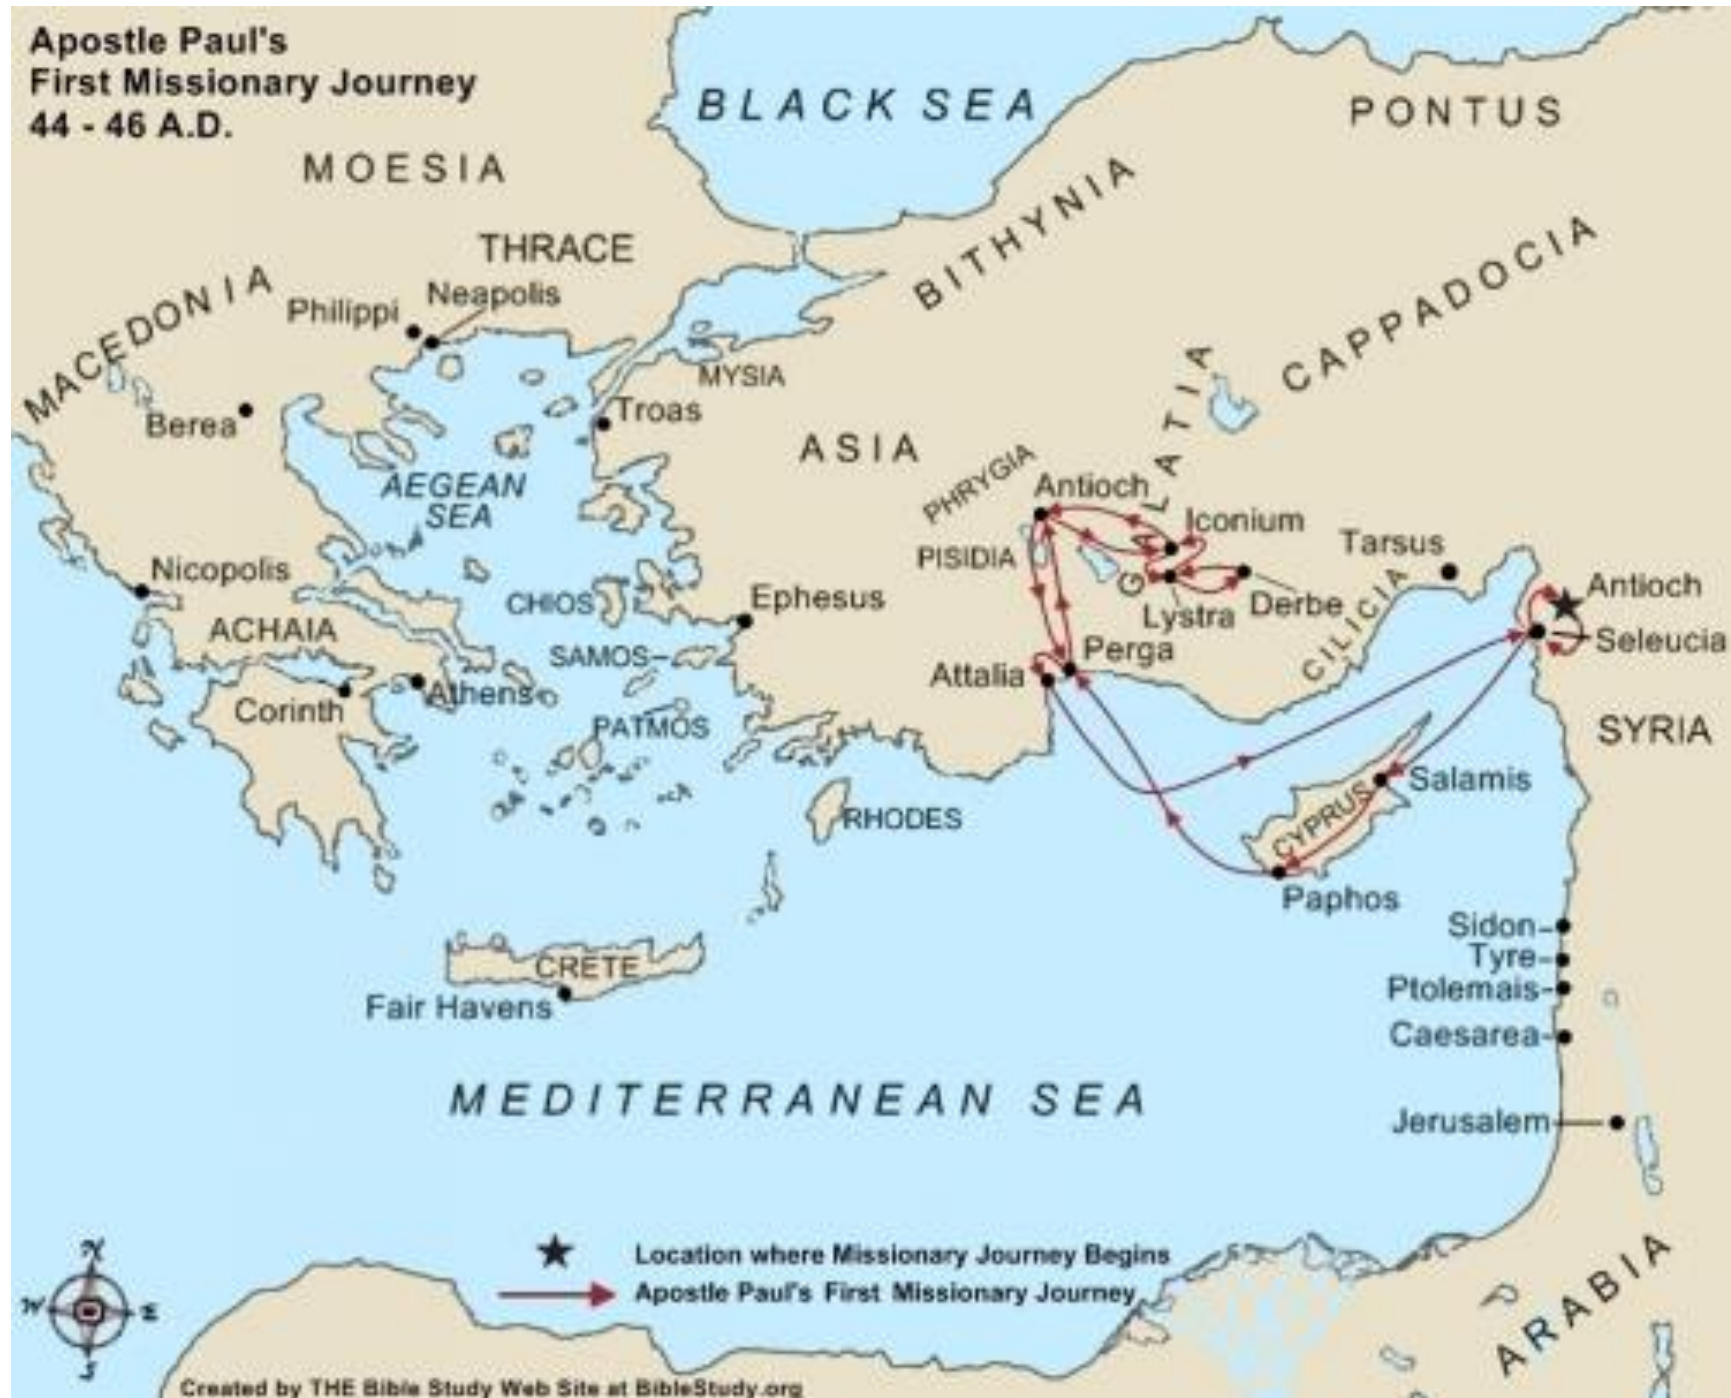 Apostle Paul's
First Missionary Journey
44 - 46 A.D.
BLACK SEA
PONTUS
MOESIA
THRACE
BITHYNIA
CAPPADOCIA
MACEDONIA
Philippi
Neapolis
MYSIA
Berea
Troas
ASIA
GALATIA
AEGEAN
SEA
PHRYGIA
Antioch
Iconium
PISIDIA
Tarsus
Nicopolis
CHIOS
Ephesus
Lystra
Derbe
CILICIA
Antioch
ACHAIA
SAMOS
Perga
Seleucia
Attalia
Corinth
Athens
PATMOS
SYRIA
Salamis
RHODES
CYPRUS
Paphos
Sidon
Tyre
CRETE
Ptolemais
Fair Havens
Caesarea
MEDITERRANEAN SEA
Jerusalem
N
W
E
S
Location where Missionary Journey Begins
Apostle Paul's First Missionary Journey
ARABIA
Created by THE Bible Study Web Site at BibleStudy.org